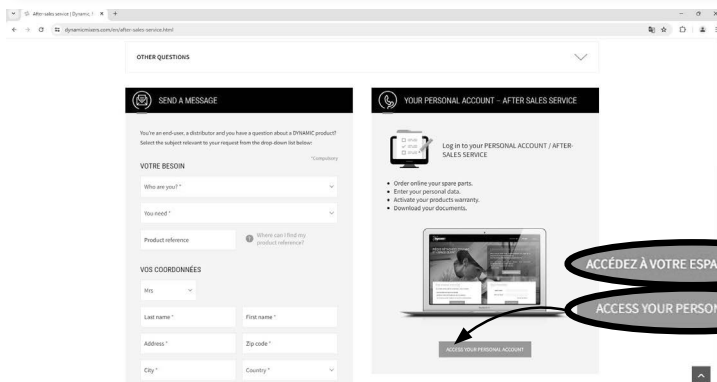 After-sales service | Dynamic, f
dynamicmixers.com/en/after-sales-service.html
OTHER QUESTIONS
SEND A MESSAGE
You're an end-user, a distributor and you have a question about a DYNAMIC product?
Select the subject relevant to your request from the drop-down list below:
*Compulsory
VOTRE BESOIN
Who are you? *
You need *
Product reference
Where can I find my
product reference?
VOS COORDONNÉES
Mrs
Last name *
First name *
Address *
Zip code *
City *
Country *
YOUR PERSONAL ACCOUNT – AFTER SALES SERVICE
Log in to your PERSONAL ACCOUNT / AFTER-
SALES SERVICE
• Order online your spare parts.
• Enter your personal data.
• Activate your products warranty.
• Download your documents.
ACCÉDEZ À VOTRE ESPA
ACCESS YOUR PERSON
ACCESS YOUR PERSONAL ACCOUNT